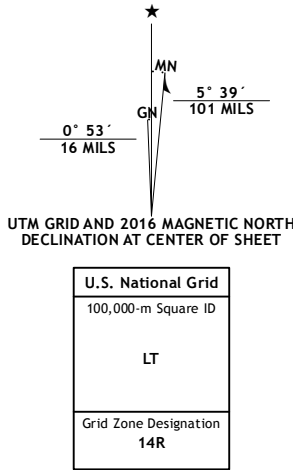 ★
MN
GN
5° 39´
101 MILS
0° 53´
16 MILS
UTM GRID AND 2016 MAGNETIC NORTH
DECLINATION AT CENTER OF SHEET
U.S. National Grid
100,000-m Square ID
LT
Grid Zone Designation
14R